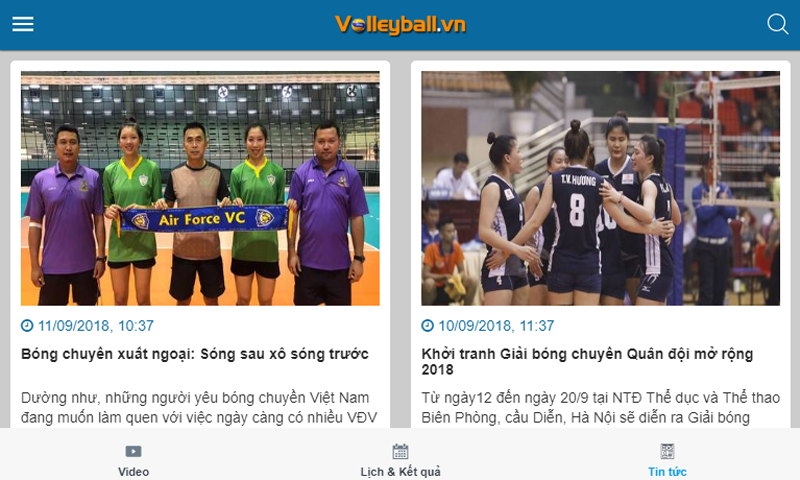 Volleyball.vn
Air Force VC
T.V.HƯƠNG
8
4
11/09/2018, 10:37
10/09/2018, 11:37
Bóng chuyên xuất ngoại: Sóng sau xô sóng trước
Khởi tranh Giải bóng chuyên Quân đội mở rộng
2018
Dường như, những người yêu bóng chuyền Việt Nam
đang muốn làm quen với việc ngày càng có nhiều VĐV
Từ ngày12 đến ngày 20/9 tại NTĐ Thể dục và Thể thao
Biên Phòng, cầu Diễn, Hà Nội sẽ diễn ra Giải bóng
Video
Lịch & Kết quả
Tin tức